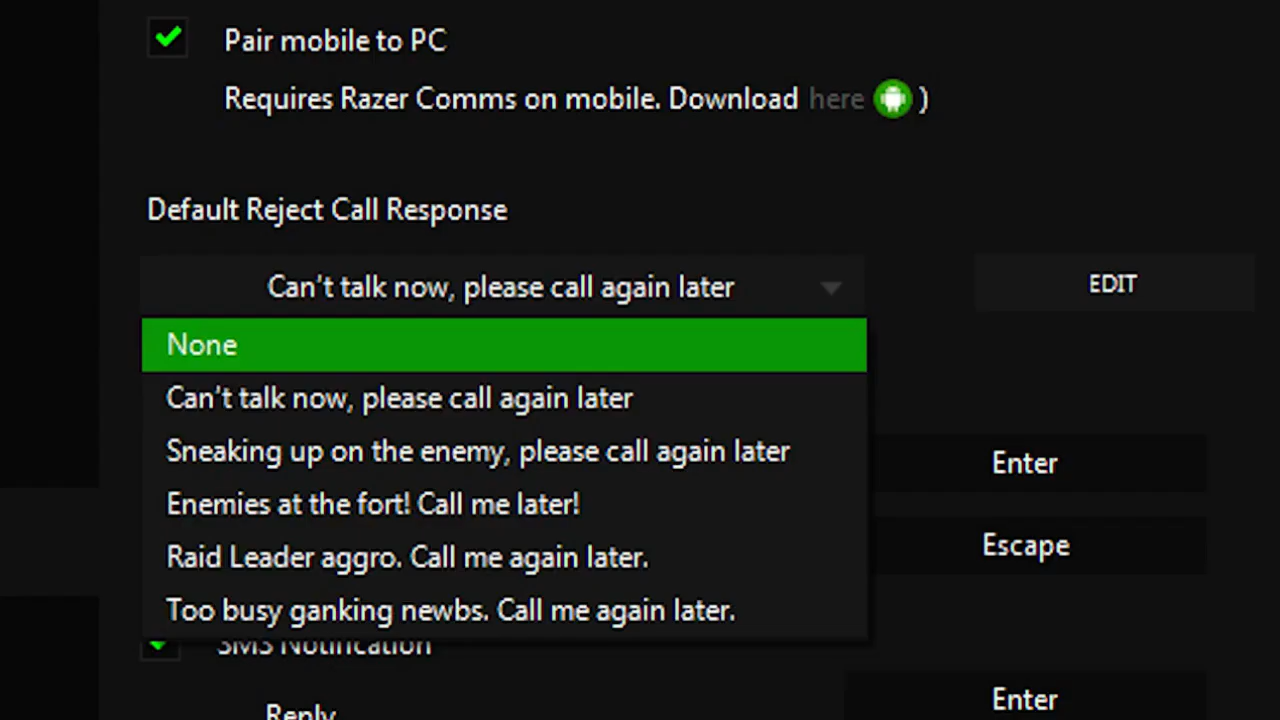 Pair mobile to PC
Requires Razer Comms on mobile. Download here )
Default Reject Call Response
Can't talk now, please call again later
EDIT
None
Can't talk now, please call again later
Sneaking up on the enemy, please call again later
Enter
Enemies at the fort! Call me later!
Raid Leader aggro. Call me again later.
Escape
Too busy ganking newbs. Call me again later.
SMS Notification
Enter
Reply